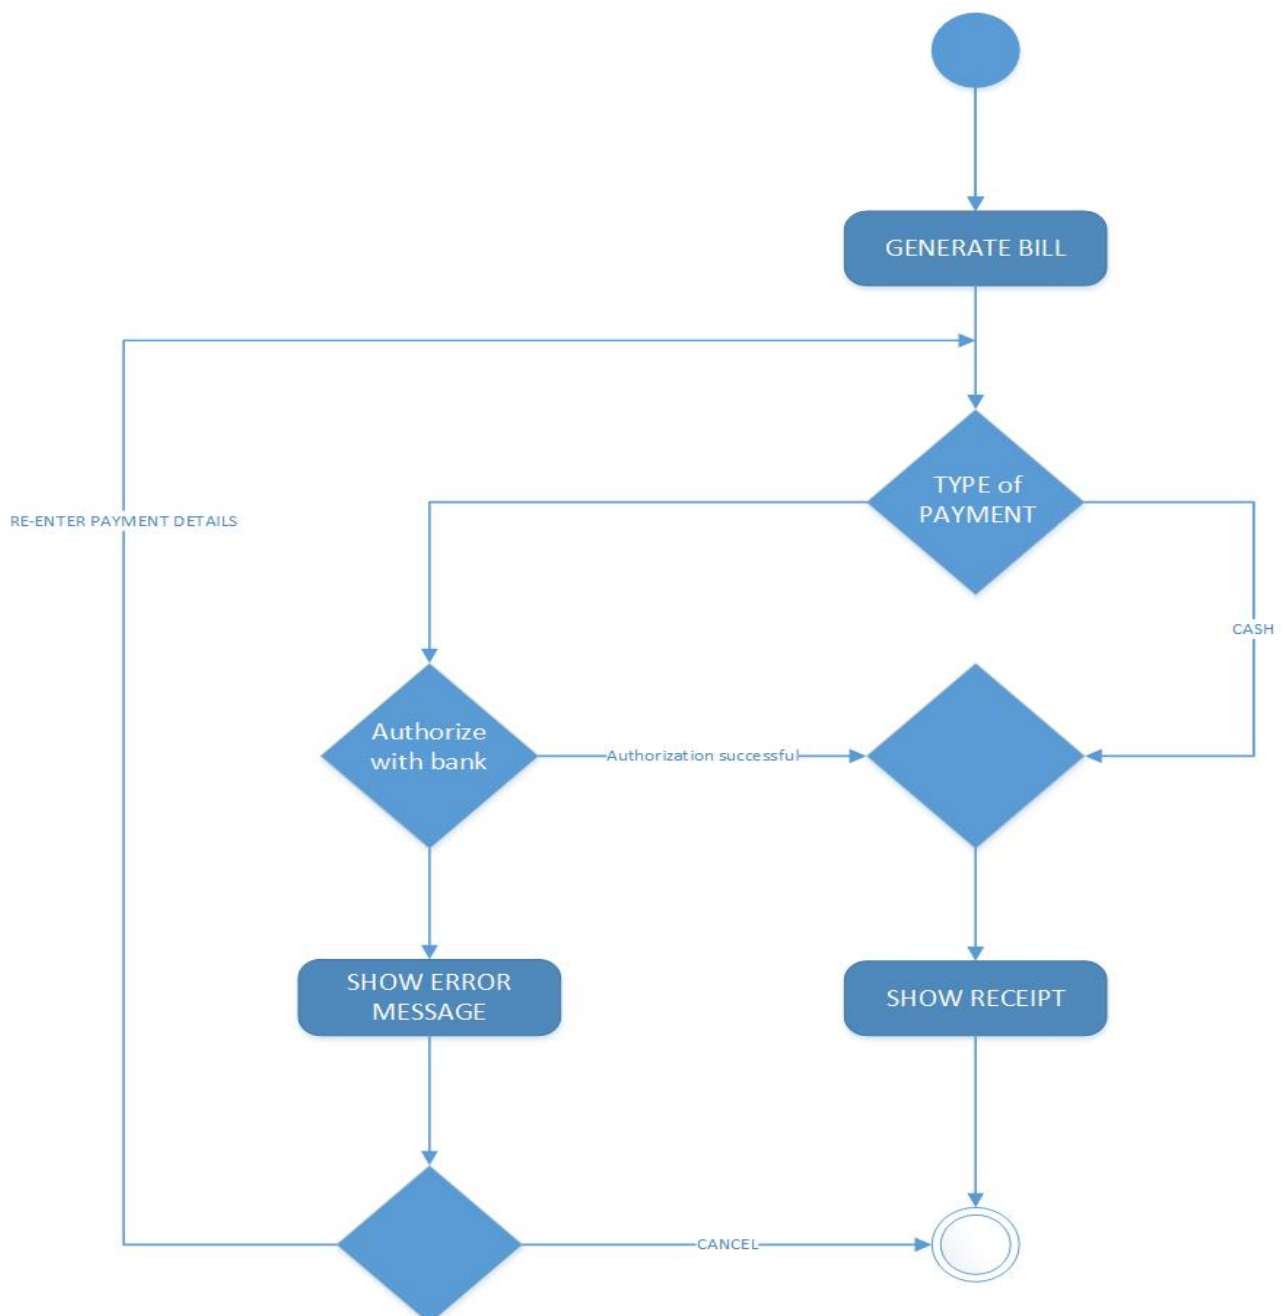 GENERATE BILL
TYPE of
PAYMENT
RE-ENTER PAYMENT DETAILS
CASH
Authorize
with bank
Authorization successful
SHOW ERROR
MESSAGE
SHOW RECEIPT
CANCEL